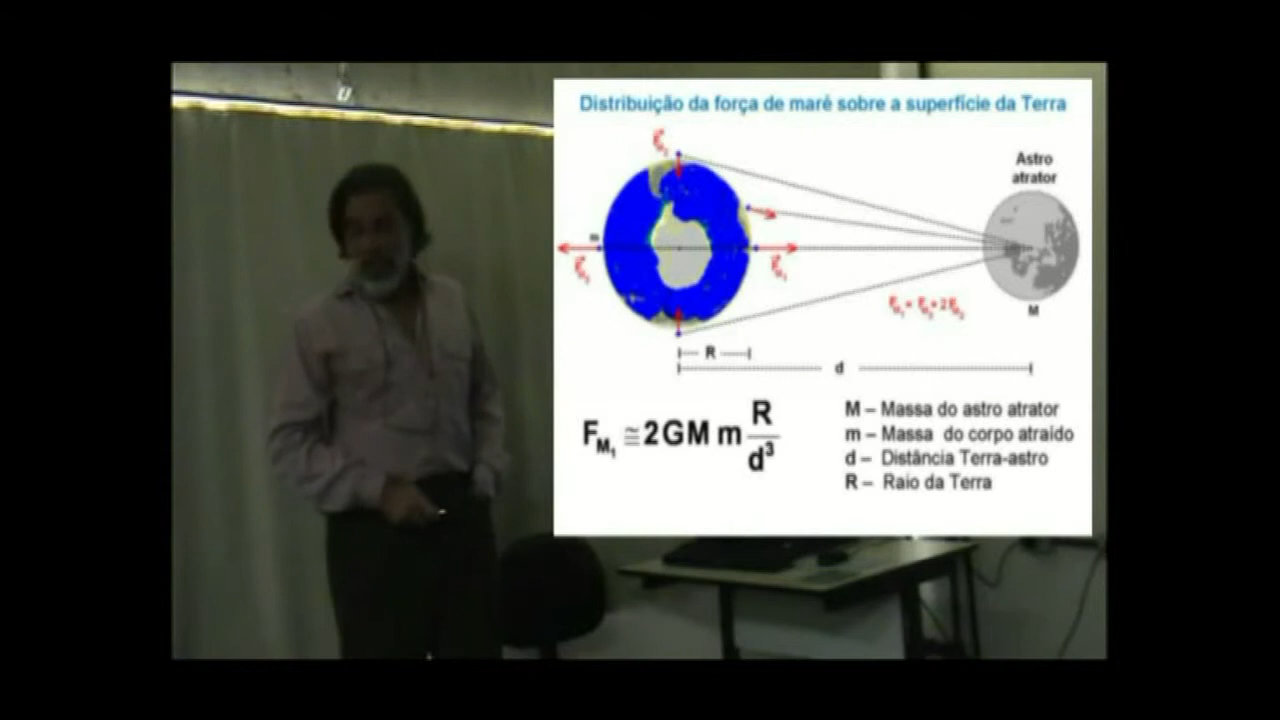 Distribuição da força de maré sobre a superfície da Terra
Astro
atrator
m
M
R
d
F_M₁ ≅ 2GM m R/d³
M – Massa do astro atrator
m – Massa do corpo atraído
d – Distância Terra-astro
R – Raio da Terra